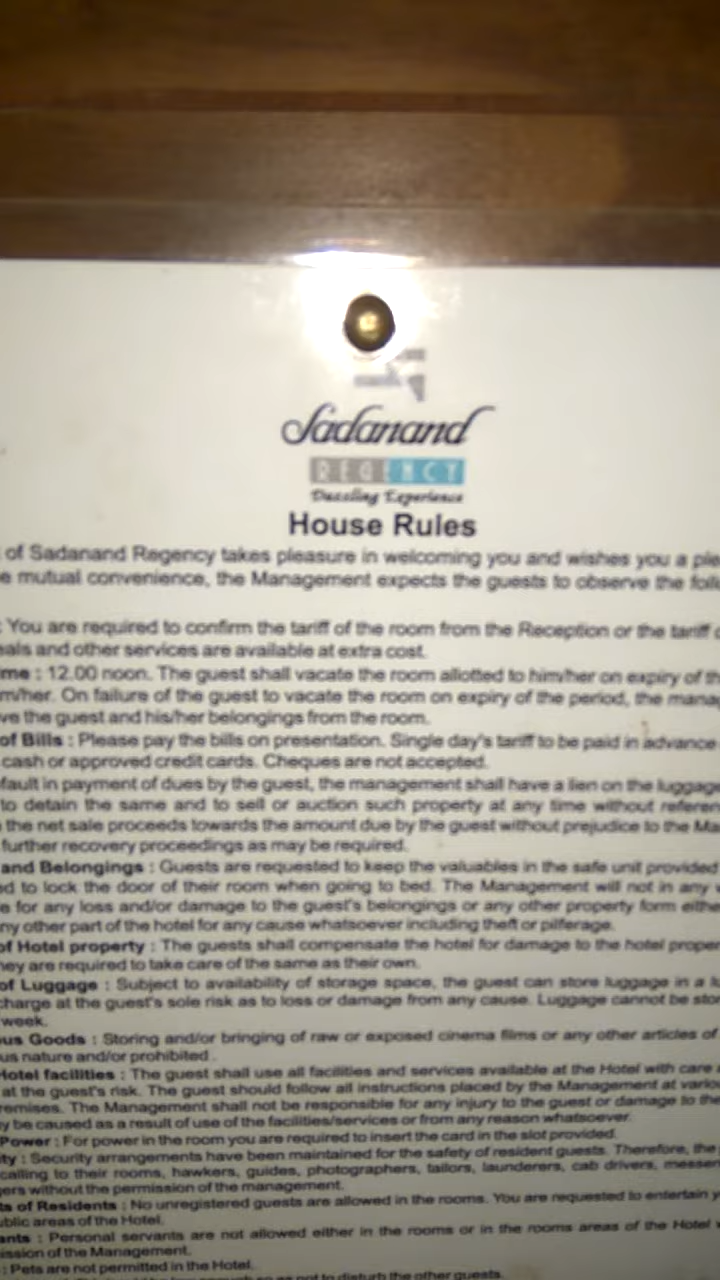 Sadanand
REGENCY
Dazzling Experience
House Rules
of Sadanand Regency takes pleasure in welcoming you and wishes you a
mutual convenience, the Management expects the guests to observe the
: You are required to confirm the tariff of the room from the Reception or the tariff
and other services are available at extra cost.
: 12.00 noon. The guest shall vacate the room allotted to him/her on expiry of
On failure of the guest to vacate the room on expiry of the period, the
the guest and his/her belongings from the room.
of Bills : Please pay the bills on presentation. Single day's tariff to be paid in advance
cash or approved credit cards. Cheques are not accepted.
in payment of dues by the guest, the management shall have a lien on the luggage
to detain the same and to sell or auction such property at any time without
the net sale proceeds towards the amount due by the guest without prejudice to the
further recovery proceedings as may be required.
and Belongings : Guests are requested to keep the valuables in the safe unit provided
to lock the door of their room when going to bed. The Management will not in any
for any loss and/or damage to the guest's belongings or any other property form
other part of the hotel for any cause whatsoever including theft or pilferage.
of Hotel property : The guests shall compensate the hotel for damage to the hotel
they are required to take care of the same as their own.
of Luggage : Subject to availability of storage space, the guest can store luggage in a
charge at the guest's sole risk as to loss or damage from any cause. Luggage cannot be
week.
Goods : Storing and/or bringing of raw or exposed cinema films or any other articles of
nature and/or prohibited .
Hotel facilities : The guest shall use all facilities and services available at the Hotel with care
at the guest's risk. The guest should follow all instructions placed by the Management at
The Management shall not be responsible for any injury to the guest or damage to
be caused as a result of use of the facilities/services or from any reason whatsoever.
Power : For power in the room you are required to insert the card in the slot provided.
: Security arrangements have been maintained for the safety of resident guests. Therefore, the
calling to their rooms, hawkers, guides, photographers, tailors, launderers, cab drivers,
without the permission of the management.
of Residents : No unregistered guests are allowed in the rooms. You are requested to entertain
areas of the Hotel.
: Personal servants are not allowed either in the rooms or in the rooms areas of the Hotel
of the Management.
: Pets are not permitted in the Hotel.
so as not to disturb the other guests.